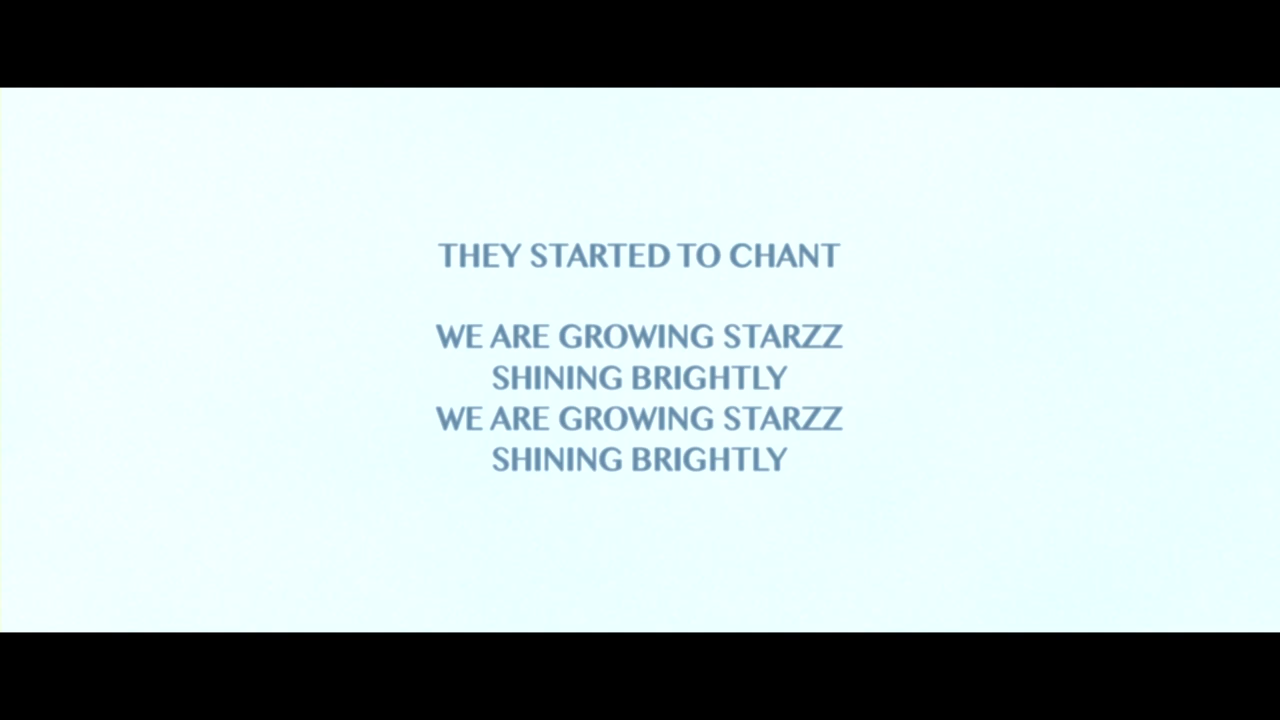 THEY STARTED TO CHANT
WE ARE GROWING STARZZ
SHINING BRIGHTLY
WE ARE GROWING STARZZ
SHINING BRIGHTLY